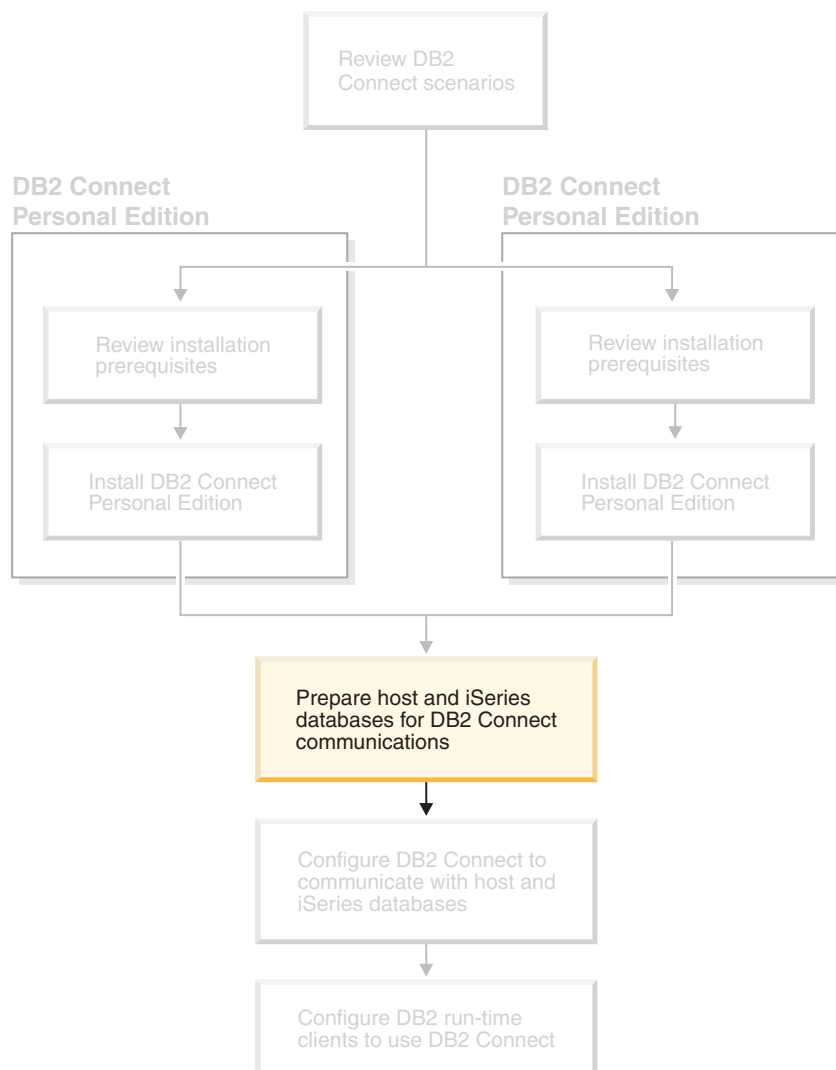 Review DB2
Connect scenarios
DB2 Connect
Personal Edition
Review installation
prerequisites
Install DB2 Connect
Personal Edition
DB2 Connect
Personal Edition
Review installation
prerequisites
Install DB2 Connect
Personal Edition
Prepare host and iSeries
databases for DB2 Connect
communications
Configure DB2 Connect to
communicate with host and
iSeries databases
Configure DB2 run-time
clients to use DB2 Connect